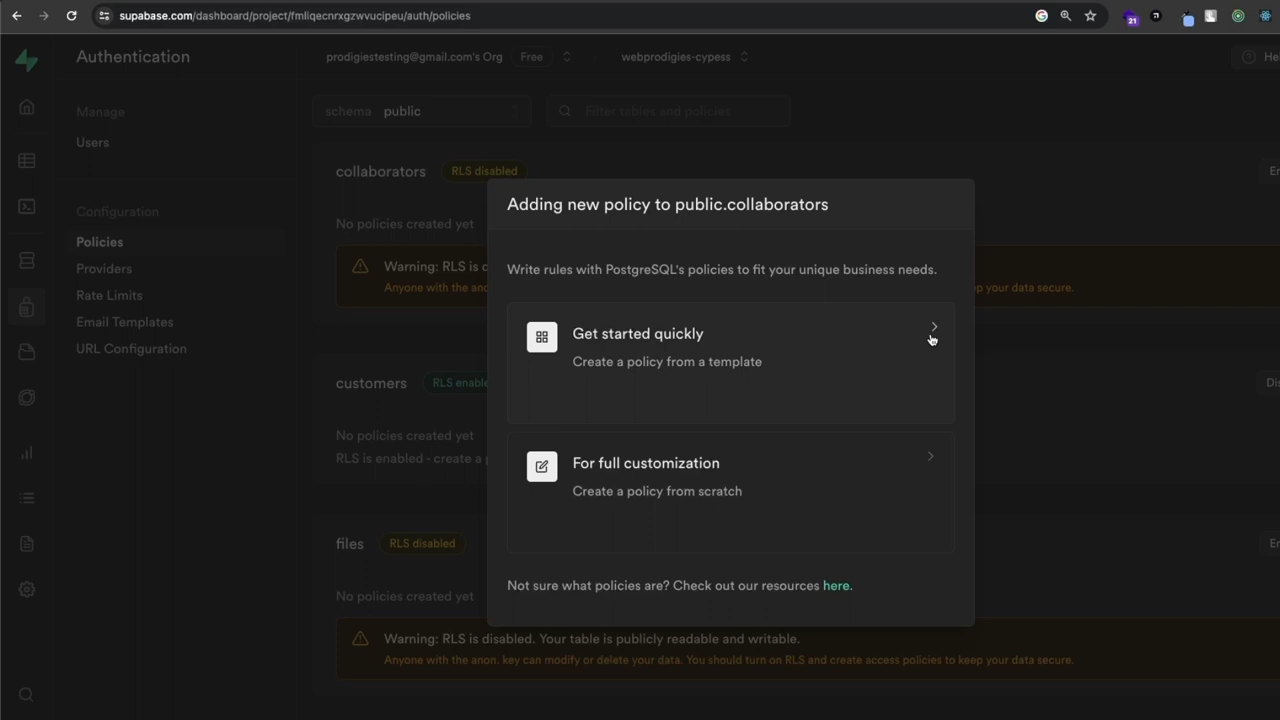 supabase.com/dashboard/project/fmliqecnrxgzwvucipeu/auth/policies
21
Authentication
prodigiestesting@gmail.com's Org Free
webprodigies-cypess
He
Manage
Users
Configuration
Policies
Providers
Rate Limits
Email Templates
URL Configuration
schema public
Filter tables and policies
collaborators RLS disabled
En
No policies created yet
Warning: RLS is d
Anyone with the anon
p your data secure.
customers RLS enable
Dis
No policies created yet
RLS is enabled - create a p
files RLS disabled
En
No policies created yet
Warning: RLS is disabled. Your table is publicly readable and writable.
Anyone with the anon. key can modify or delete your data. You should turn on RLS and create access policies to keep your data secure.
Adding new policy to public.collaborators
Write rules with PostgreSQL's policies to fit your unique business needs.
Get started quickly
Create a policy from a template
For full customization
Create a policy from scratch
Not sure what policies are? Check out our resources here.